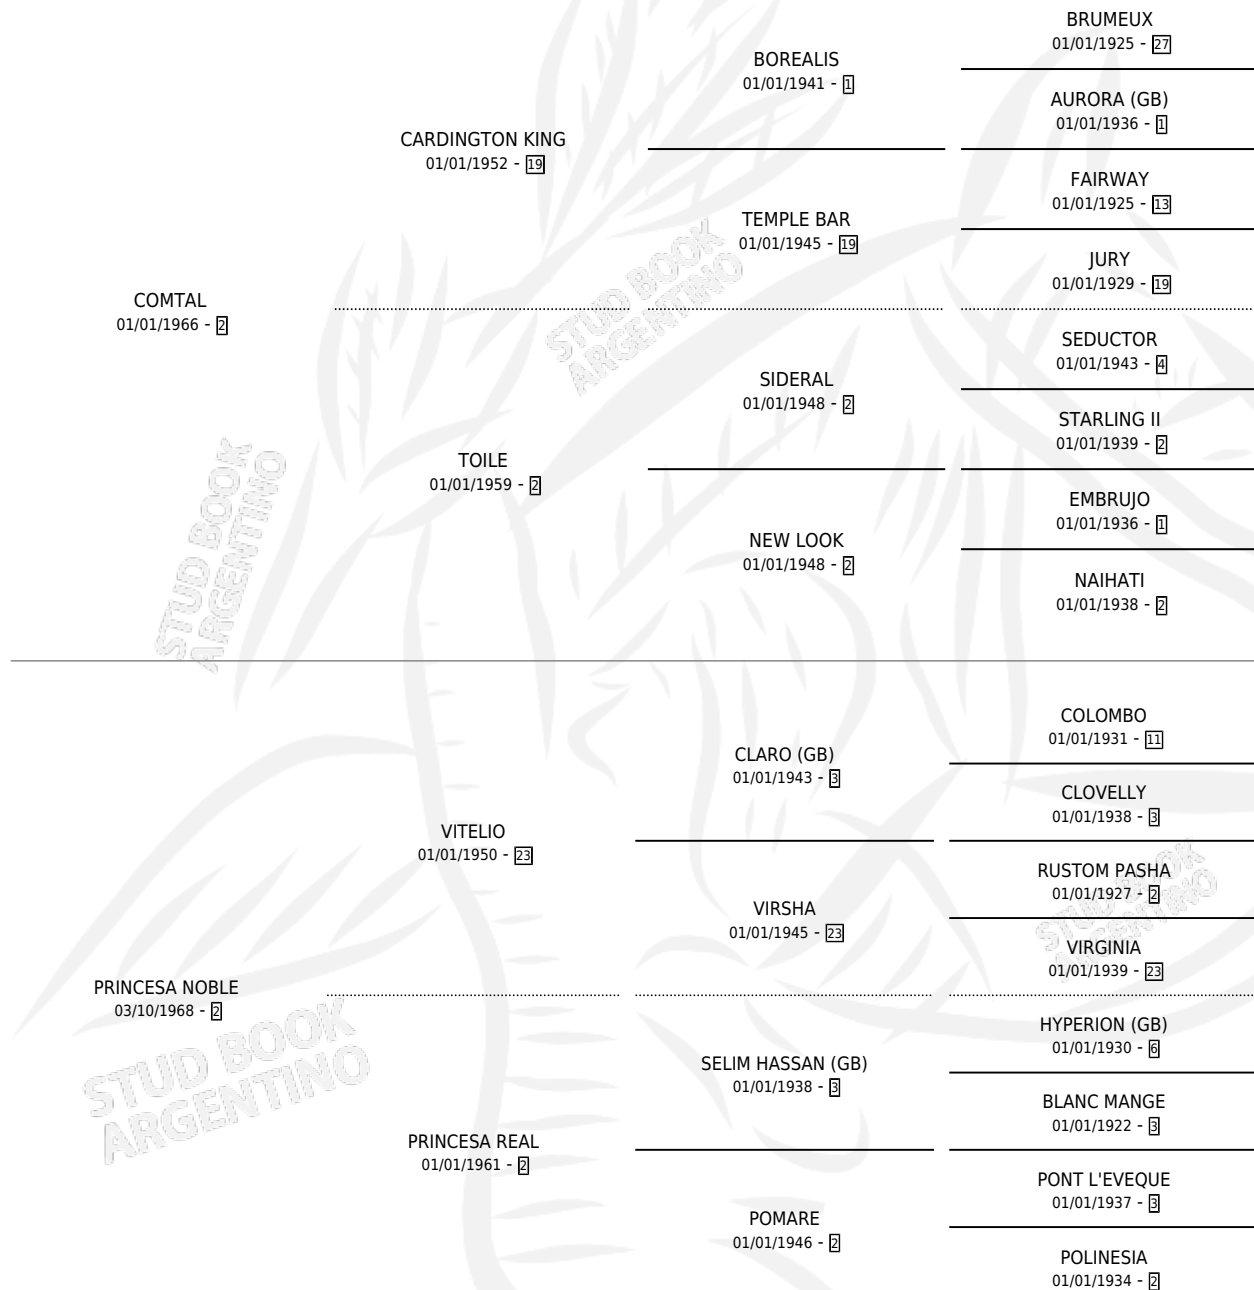 BRUMEUX
01/01/1925 - 27
BOREALIS
01/01/1941 - 1
AURORA (GB)
01/01/1936 - 1
CARDINGTON KING
01/01/1952 - 19
FAIRWAY
01/01/1925 - 13
TEMPLE BAR
01/01/1945 - 19
JURY
01/01/1929 - 19
COMTAL
01/01/1966 - 2
SEDUCTOR
01/01/1943 - 4
SIDERAL
01/01/1948 - 2
STARLING II
01/01/1939 - 2
TOILE
01/01/1959 - 2
EMBRUJO
01/01/1936 - 1
NEW LOOK
01/01/1948 - 2
NAIHATI
01/01/1938 - 2
COLOMBO
01/01/1931 - 11
CLARO (GB)
01/01/1943 - 3
CLOVELLY
01/01/1938 - 3
VITELIO
01/01/1950 - 23
RUSTOM PASHA
01/01/1927 - 2
VIRSHA
01/01/1945 - 23
VIRGINIA
01/01/1939 - 23
PRINCESA NOBLE
03/10/1968 - 2
HYPERION (GB)
01/01/1930 - 6
SELIM HASSAN (GB)
01/01/1938 - 3
BLANC MANGE
01/01/1922 - 3
PRINCESA REAL
01/01/1961 - 2
PONT L'EVEQUE
01/01/1937 - 3
POMARE
01/01/1946 - 2
POLINESIA
01/01/1934 - 2
STUD BOOK
ARGENTINO
STUD BOOK
ARGENTINO
STUD BOOK
ARGENTINO
STUD BOOK
ARGENTINO